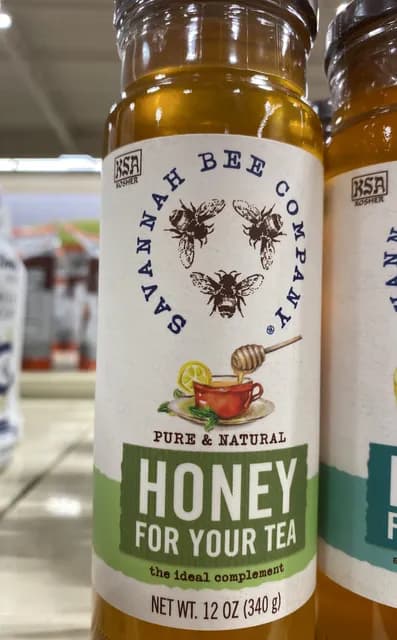 KSA
KOSHER
SAVANNAH BEE COMPANY®
PURE & NATURAL
HONEY
FOR YOUR TEA
the ideal complement
NET WT. 12 OZ (340 g)
KSA
KOSHER